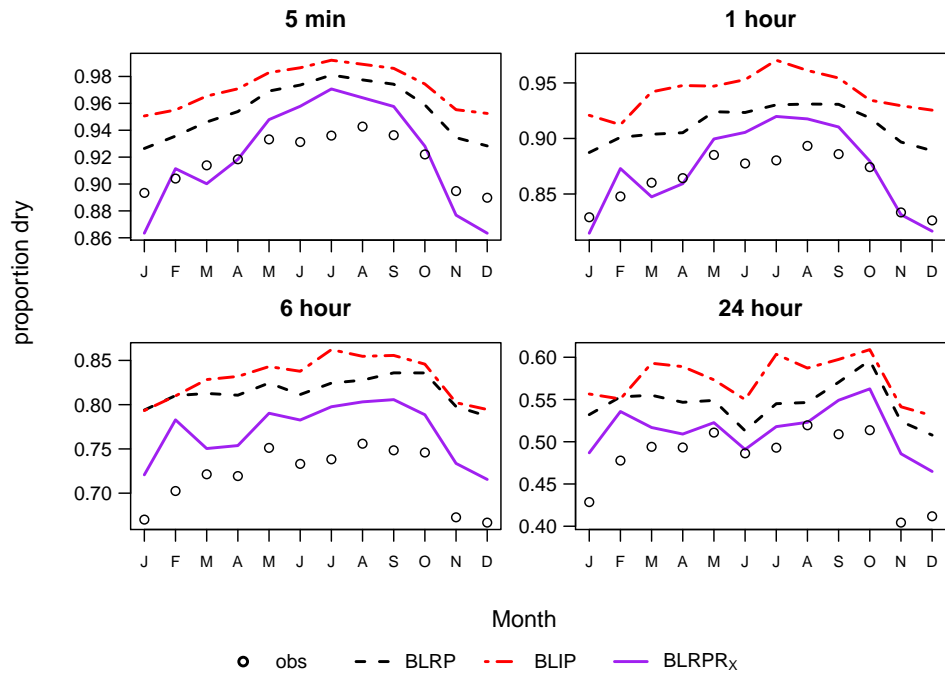 5 min
1 hour
0.98
0.96
0.94
0.92
0.90
0.88
0.86
J F M A M J J A S O N D
0.95
0.90
0.85
J F M A M J J A S O N D
proportion dry
6 hour
24 hour
0.85
0.80
0.75
0.70
J F M A M J J A S O N D
0.60
0.55
0.50
0.45
0.40
J F M A M J J A S O N D
Month
obs BLRP BLIP BLRPRX